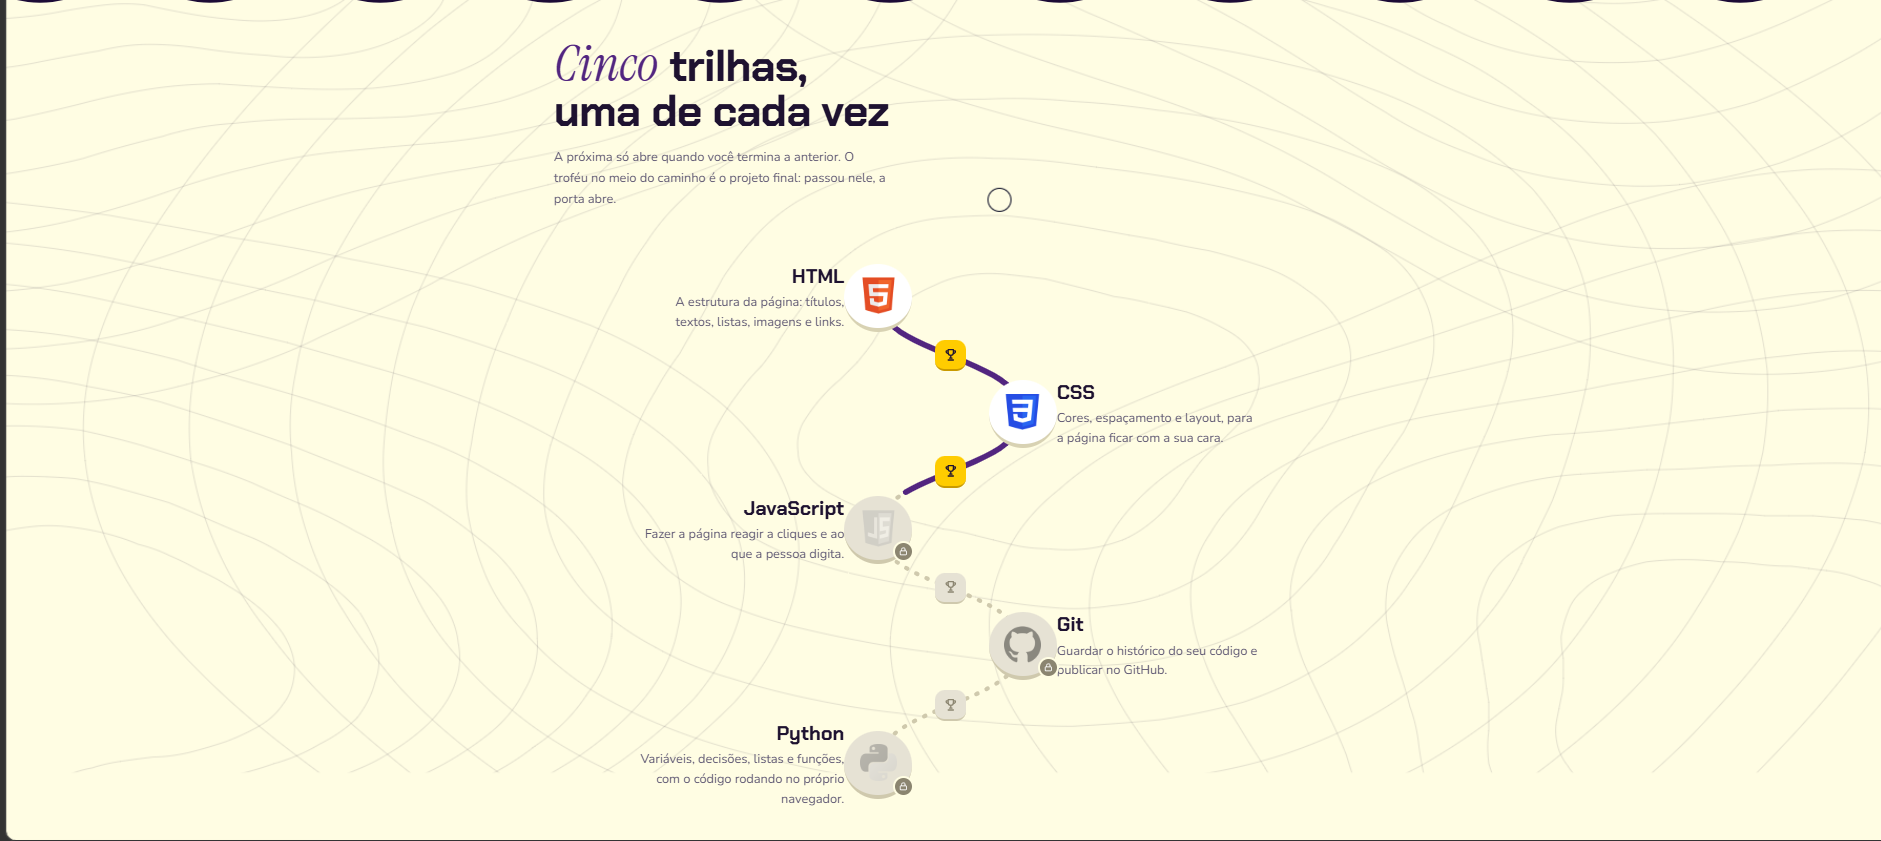 Cinco trilhas,
uma de cada vez
A próxima só abre quando você termina a anterior. O
troféu no meio do caminho é o projeto final: passou nele, a
porta abre.
HTML
A estrutura da página: títulos,
textos, listas, imagens e links.
CSS
Cores, espaçamento e layout, para
a página ficar com a sua cara.
JavaScript
Fazer a página reagir a cliques e ao
que a pessoa digita.
JS
Git
Guardar o histórico do seu código e
publicar no GitHub.
Python
Variáveis, decisões, listas e funções,
com o código rodando no próprio
navegador.